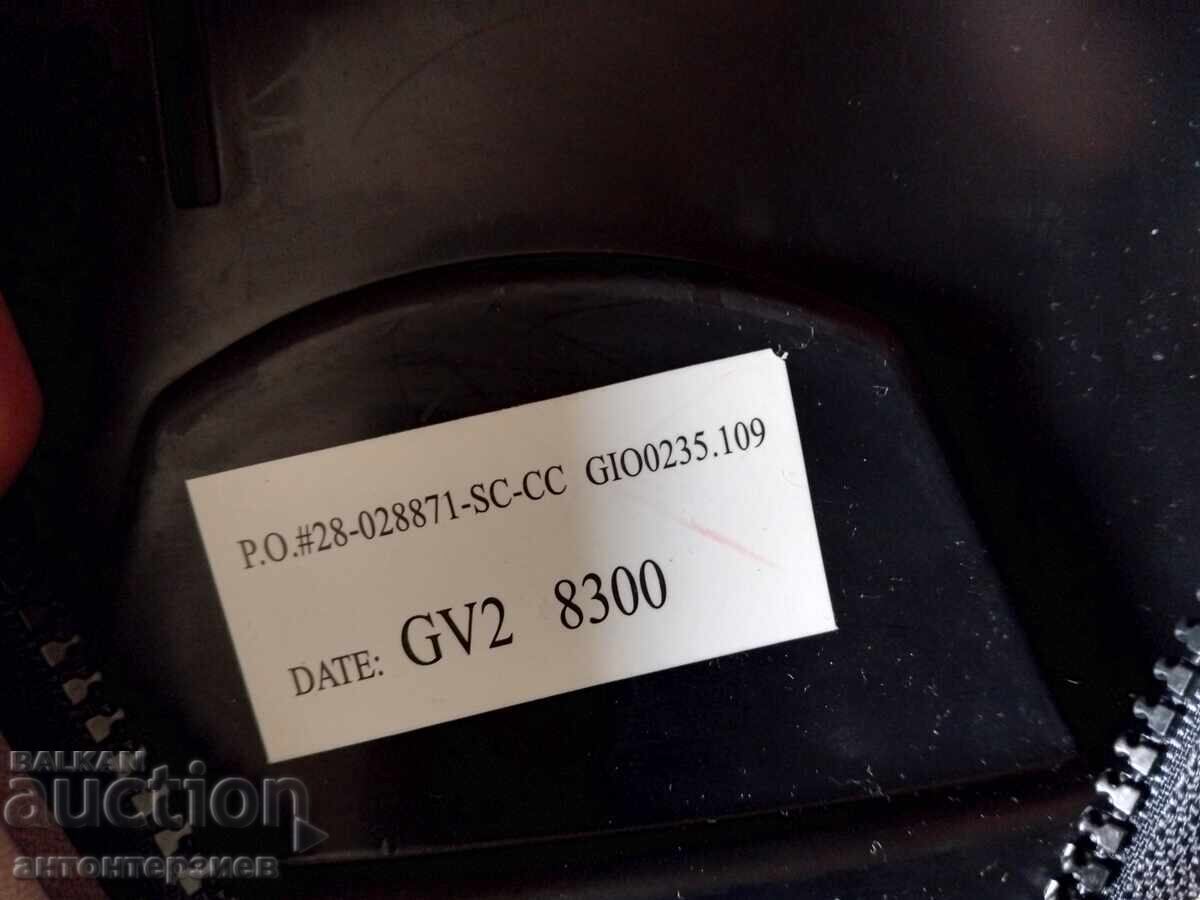 P.O.#28-028871-SC-CC GIO0235.109
DATE: GV2 8300
BALKAN
auction
антонтерзиев